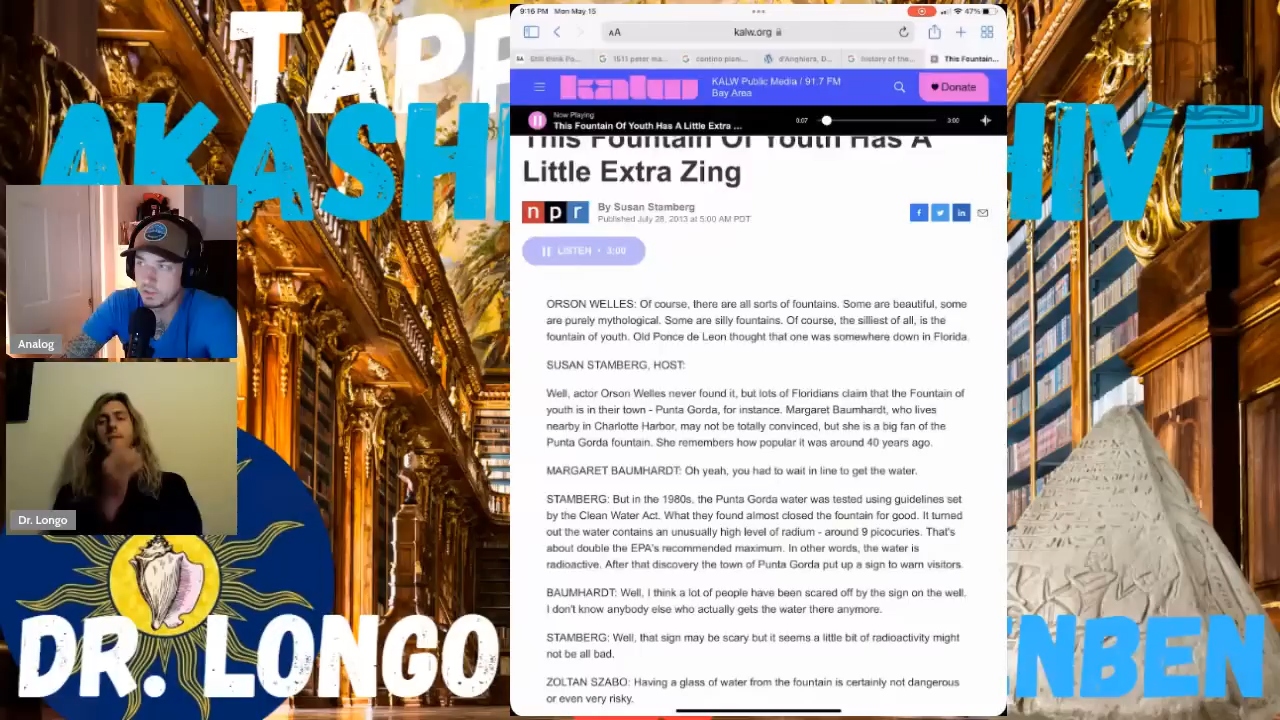 TAPP
AKASH
HIVE
Analog
Dr. Longo
DR. LONGO
NBEN
9:16 PM Mon May 15
47%
AA
kalw.org
Still think Po...
1511 peter ma...
contino plani...
d'Anghiera, D...
history of the...
This Fountain...
kalw
KALW Public Media / 91.7 FM
Bay Area
Donate
Now Playing
This Fountain Of Youth Has A Little Extra ...
0:07
3:00
This Fountain Of Youth Has A
Little Extra Zing
npr
By Susan Stamberg
Published July 28, 2013 at 5:00 AM PDT
LISTEN • 3:00
ORSON WELLES: Of course, there are all sorts of fountains. Some are beautiful, some
are purely mythological. Some are silly fountains. Of course, the silliest of all, is the
fountain of youth. Old Ponce de Leon thought that one was somewhere down in Florida.
SUSAN STAMBERG, HOST:
Well, actor Orson Welles never found it, but lots of Floridians claim that the Fountain of
youth is in their town - Punta Gorda, for instance. Margaret Baumhardt, who lives
nearby in Charlotte Harbor, may not be totally convinced, but she is a big fan of the
Punta Gorda fountain. She remembers how popular it was around 40 years ago.
MARGARET BAUMHARDT: Oh yeah, you had to wait in line to get the water.
STAMBERG: But in the 1980s, the Punta Gorda water was tested using guidelines set
by the Clean Water Act. What they found almost closed the fountain for good. It turned
out the water contains an unusually high level of radium - around 9 picocuries. That's
about double the EPA's recommended maximum. In other words, the water is
radioactive. After that discovery the town of Punta Gorda put up a sign to warn visitors.
BAUMHARDT: Well, I think a lot of people have been scared off by the sign on the well.
I don't know anybody else who actually gets the water there anymore.
STAMBERG: Well, that sign may be scary but it seems a little bit of radioactivity might
not be all bad.
ZOLTAN SZABO: Having a glass of water from the fountain is certainly not dangerous
or even very risky.